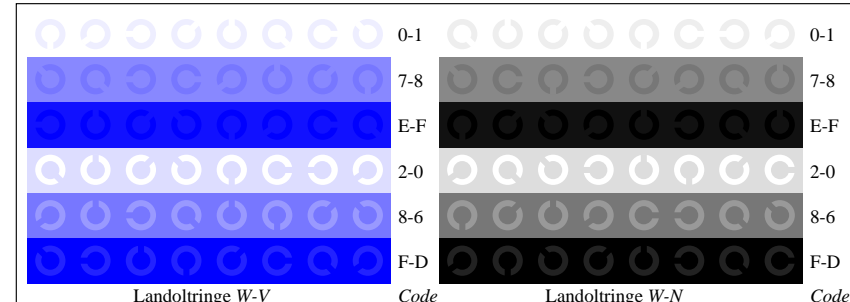 0-1 0-1
7-8 7-8
E-F E-F
2-0 2-0
8-6 8-6
F-D F-D
Landoltringe W-V Code Landoltringe W-N Code